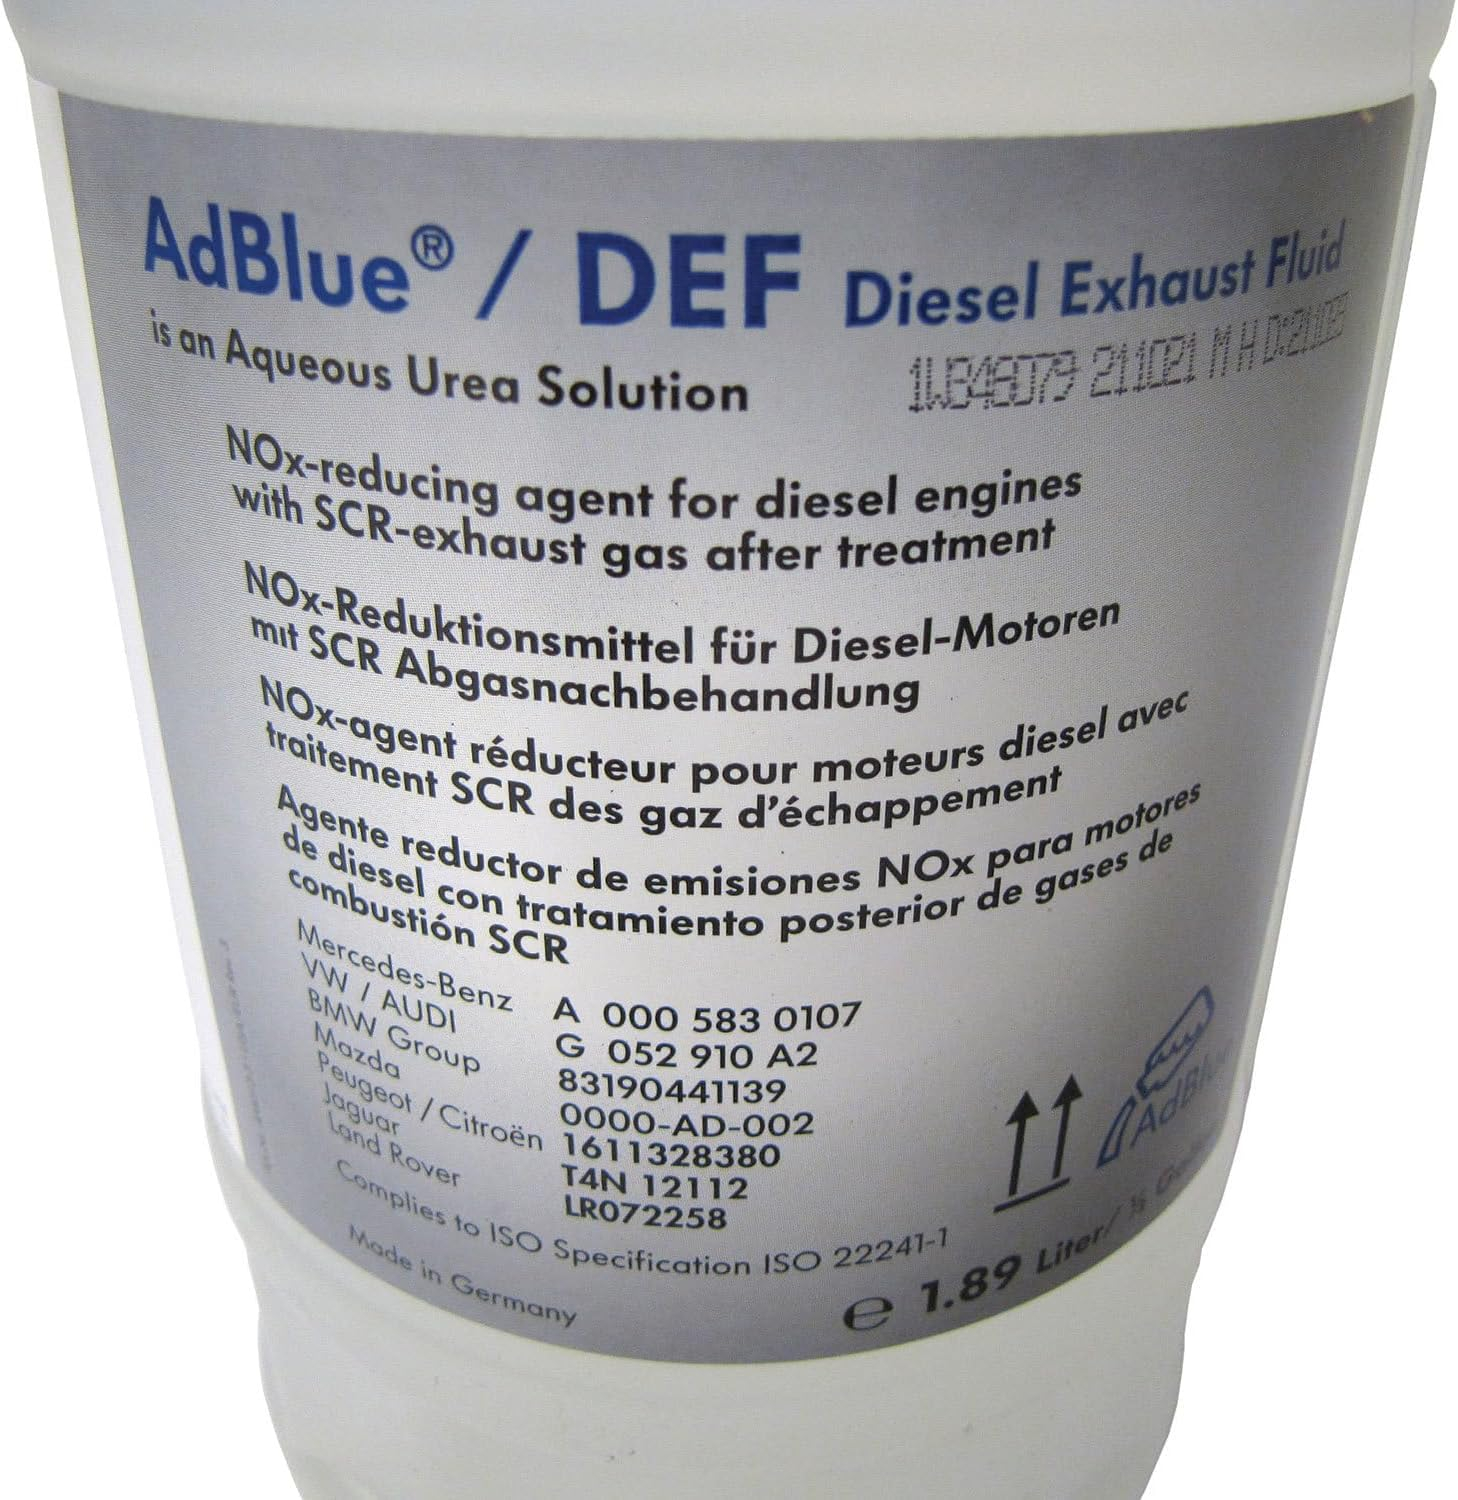 AdBlue® / DEF Diesel Exhaust Fluid
is an Aqueous Urea Solution
211021 M H
NOx-reducing agent for diesel engines
with SCR-exhaust gas after treatment
NOx-Reduktionsmittel für Diesel-Motoren
mit SCR Abgasnachbehandlung
NOx-agent réducteur pour moteurs diesel avec
traitement SCR des gaz d'échappement
Agente reductor de emisiones NOx para motores
de diesel con tratamiento posterior de gases de
combustión SCR
Mercedes-Benz A 000 583 0107
VW / AUDI G 052 910 A2
BMW Group 83190441139
Mazda 0000-AD-002
Peugeot / Citroën 1611328380
Jaguar T4N 12112
Land Rover LR072258
Complies to ISO Specification ISO 22241-1
Made in Germany
AdBlue
℮ 1.89 Liter/ ½